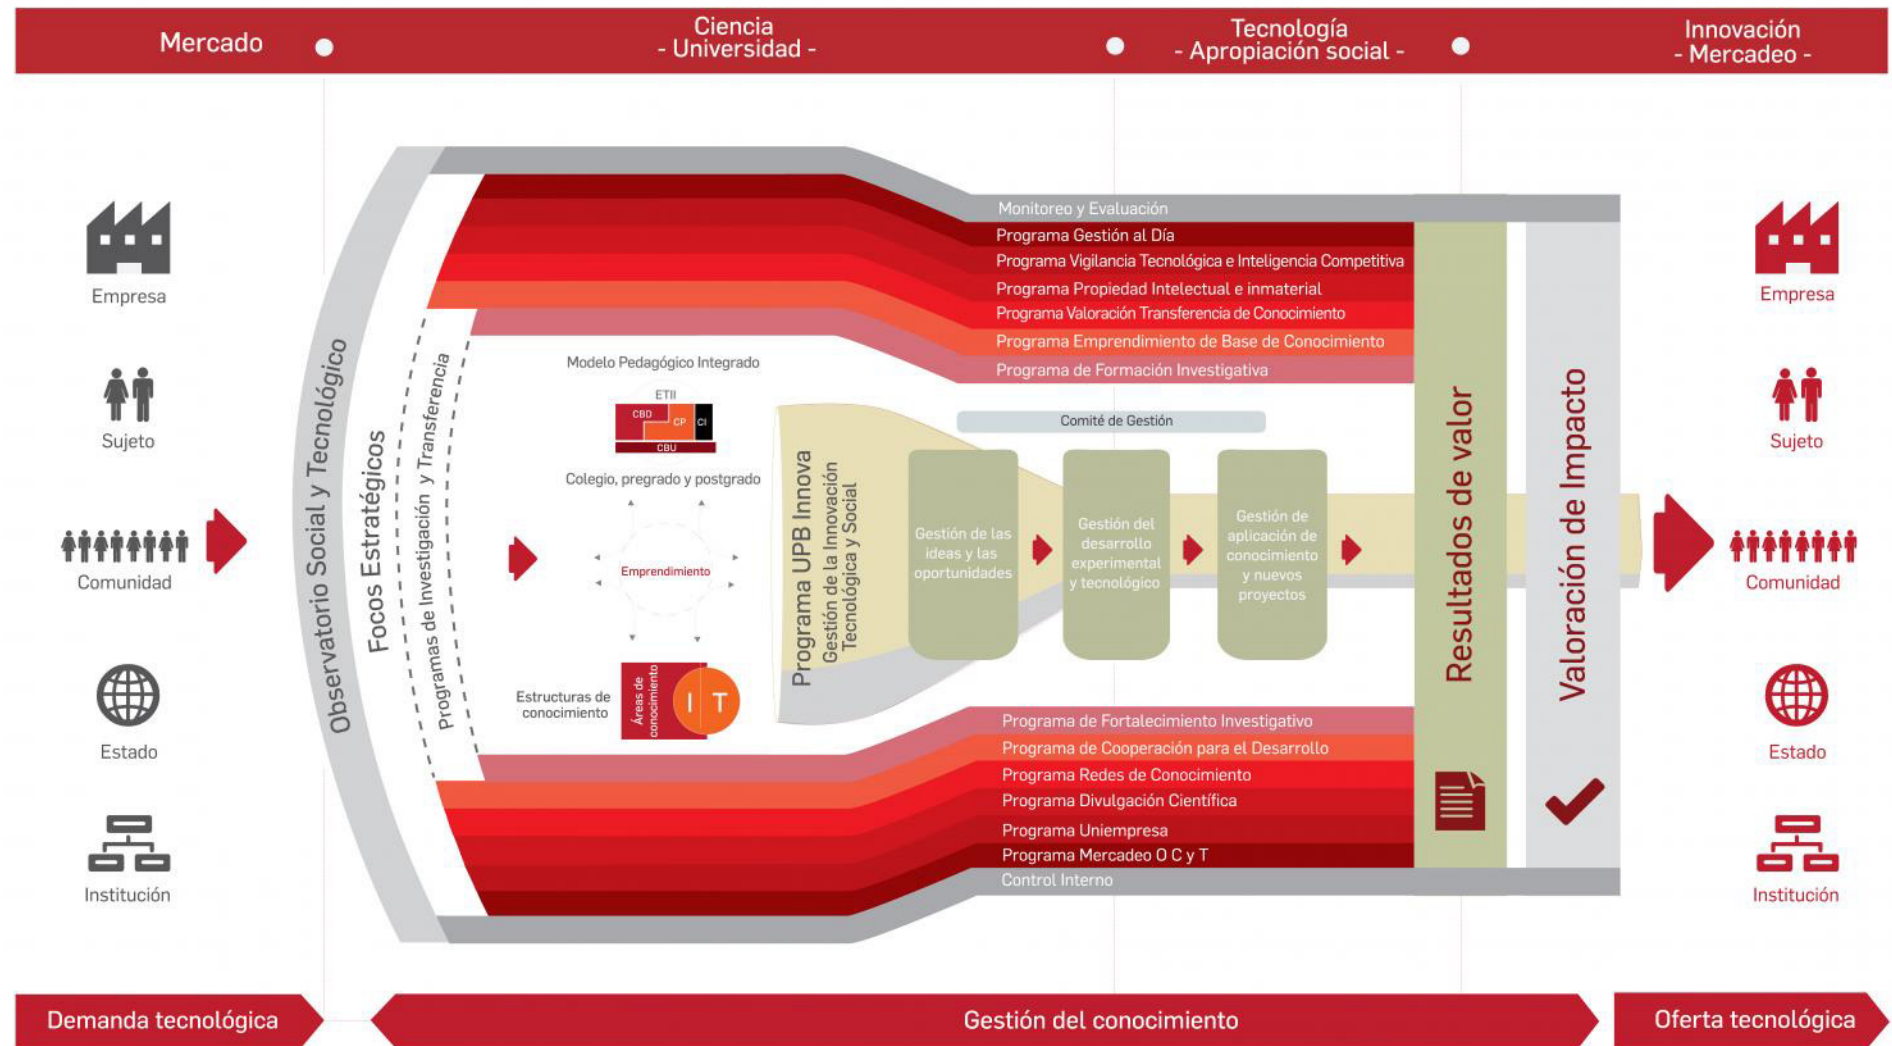 Mercado
Ciencia
- Universidad -
Tecnología
- Apropiación social -
Innovación
- Mercadeo -
Empresa
Sujeto
Comunidad
Estado
Institución
Observatorio Social y Tecnológico
Focos Estratégicos
Programas de Investigación y Transferencia
Monitoreo y Evaluación
Programa Gestión al Día
Programa Vigilancia Tecnológica e Inteligencia Competitiva
Programa Propiedad Intelectual e inmaterial
Programa Valoración Transferencia de Conocimiento
Programa Emprendimiento de Base de Conocimiento
Programa de Formación Investigativa
Modelo Pedagógico Integrado
ETII
CBD
CP
CI
CBU
Colegio, pregrado y postgrado
Emprendimiento
Estructuras de
conocimiento
Áreas de
conocimiento
I
T
Programa UPB Innova
Gestión de la Innovación
Tecnológica y Social
Comité de Gestión
Gestión de las
ideas y las
oportunidades
Gestión del
desarrollo
experimental
y tecnológico
Gestión de
aplicación de
conocimiento
y nuevos
proyectos
Programa de Fortalecimiento Investigativo
Programa de Cooperación para el Desarrollo
Programa Redes de Conocimiento
Programa Divulgación Científica
Programa Uniempresa
Programa Mercadeo O C y T
Control Interno
Resultados de valor
Valoración de Impacto
Empresa
Sujeto
Comunidad
Estado
Institución
Demanda tecnológica
Gestión del conocimiento
Oferta tecnológica